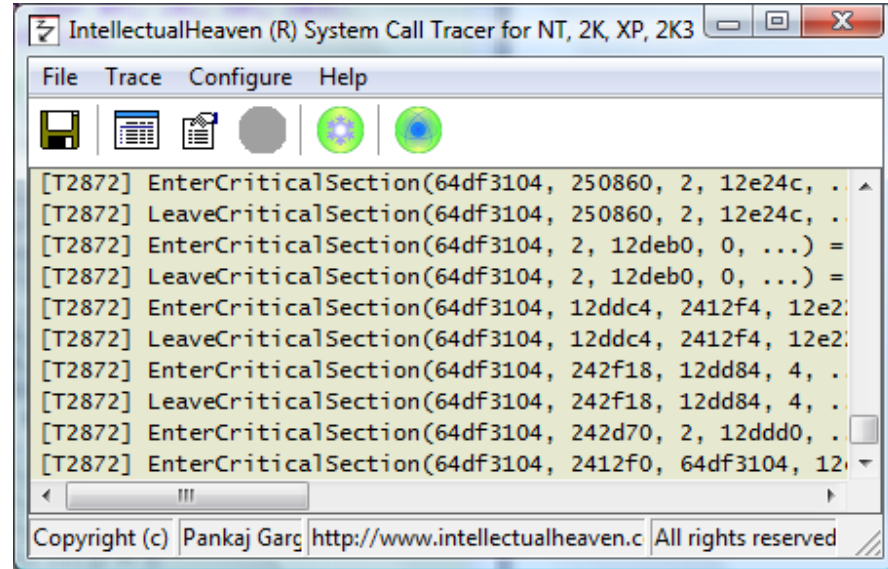 IntellectualHeaven (R) System Call Tracer for NT, 2K, XP, 2K3
File Trace Configure Help
[T2872] EnterCriticalSection(64df3104, 250860, 2, 12e24c, ..
[T2872] LeaveCriticalSection(64df3104, 250860, 2, 12e24c, ..
[T2872] EnterCriticalSection(64df3104, 2, 12deb0, 0, ...) =
[T2872] LeaveCriticalSection(64df3104, 2, 12deb0, 0, ...) =
[T2872] EnterCriticalSection(64df3104, 12ddc4, 2412f4, 12e22
[T2872] LeaveCriticalSection(64df3104, 12ddc4, 2412f4, 12e22
[T2872] EnterCriticalSection(64df3104, 242f18, 12dd84, 4, ..
[T2872] LeaveCriticalSection(64df3104, 242f18, 12dd84, 4, ..
[T2872] EnterCriticalSection(64df3104, 242d70, 2, 12ddd0, ..
[T2872] EnterCriticalSection(64df3104, 2412f0, 64df3104, 12
Copyright (c) Pankaj Garg http://www.intellectualheaven.c All rights reserved